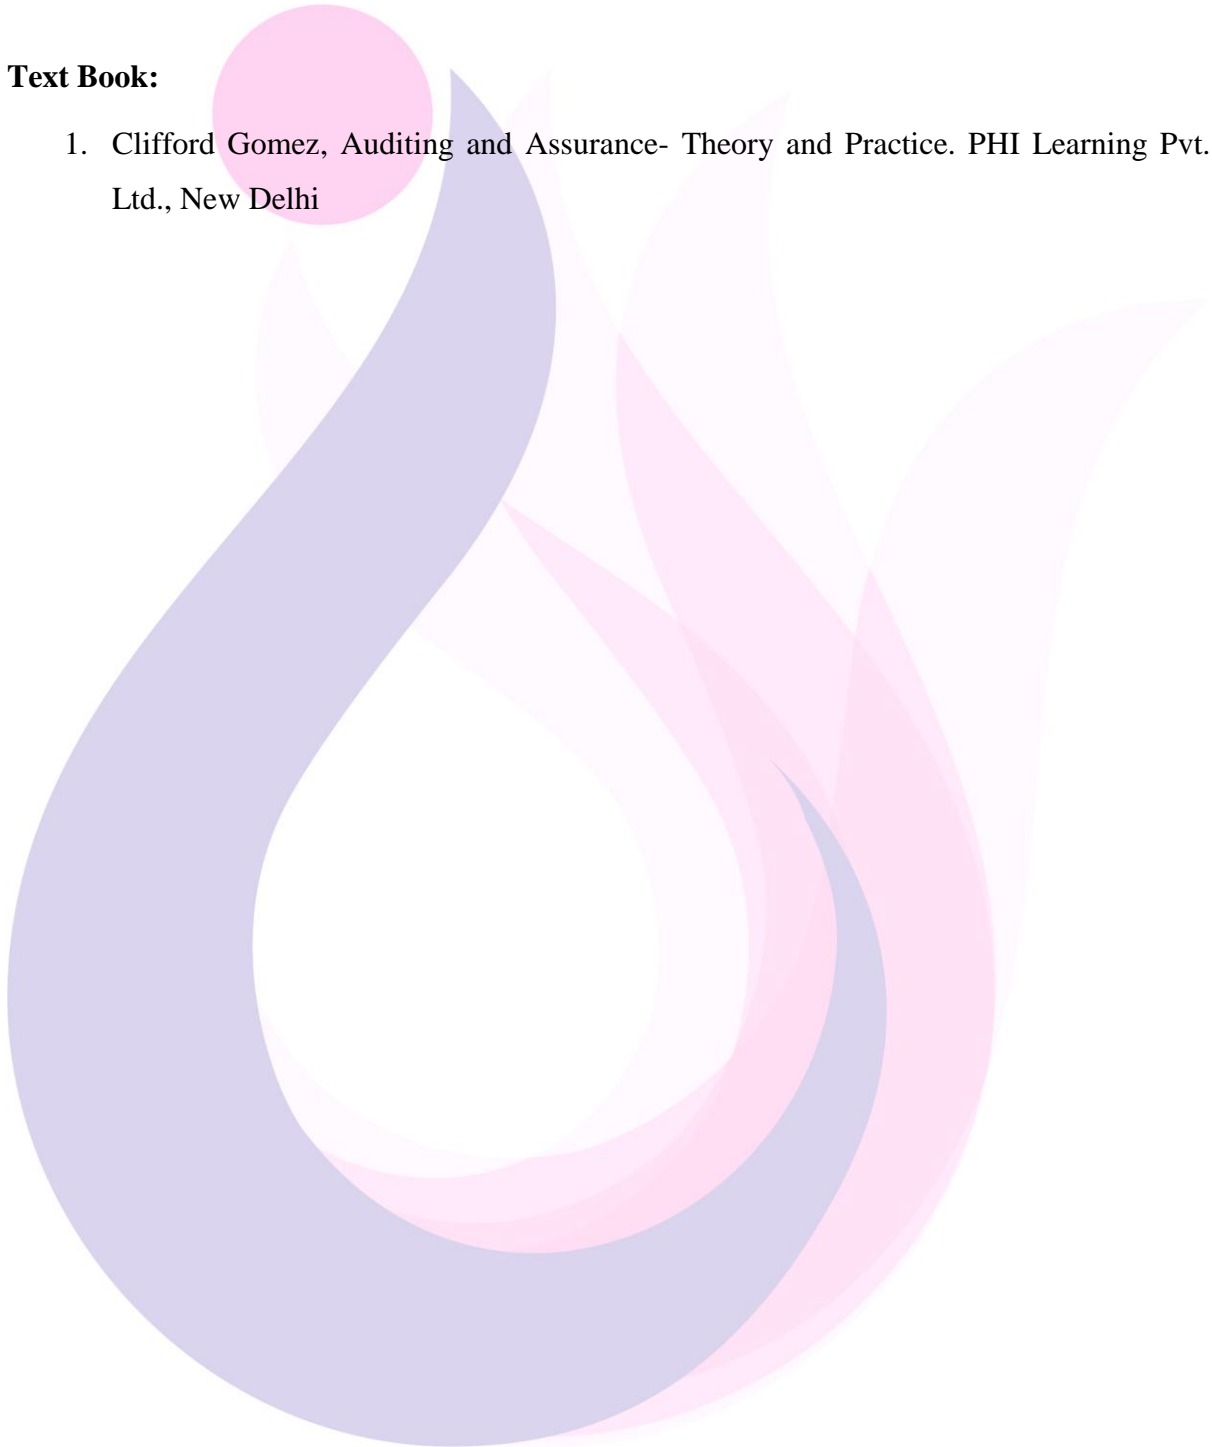 Text Book:
1. Clifford Gomez, Auditing and Assurance- Theory and Practice. PHI Learning Pvt.
Ltd., New Delhi